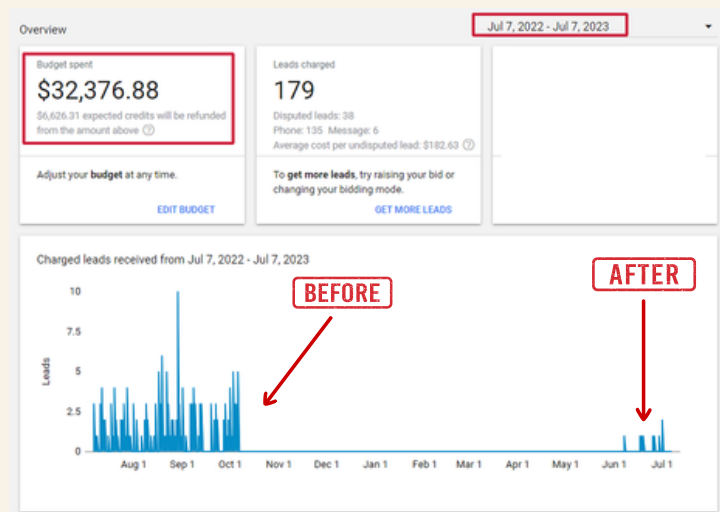 Overview
Jul 7, 2022 - Jul 7, 2023
Budget spent
$32,376.88
$6,626.31 expected credits will be refunded
from the amount above
Adjust your budget at any time.
EDIT BUDGET
Leads charged
179
Disputed leads: 38
Phone: 135 Message: 6
Average cost per undisputed lead: $182.63
To get more leads, try raising your bid or
changing your bidding mode.
GET MORE LEADS
Charged leads received from Jul 7, 2022 - Jul 7, 2023
BEFORE
AFTER
Leads
10
7.5
5
2.5
0
Aug 1 Sep 1 Oct 1 Nov 1 Dec 1 Jan 1 Feb 1 Mar 1 Apr 1 May 1 Jun 1 Jul 1